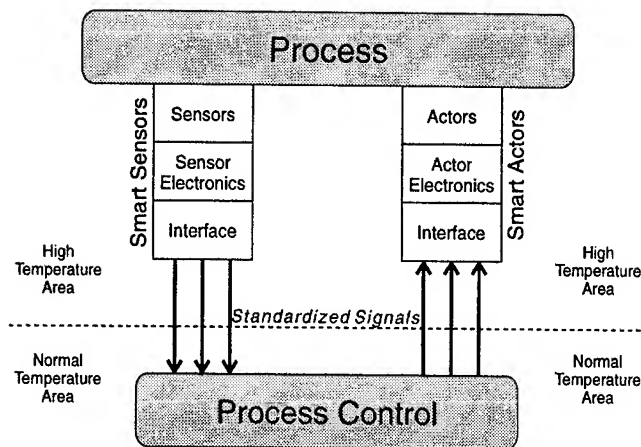 Process
Smart Sensors
Sensors
Sensor
Electronics
Interface
Actors
Actor
Electronics
Interface
Smart Actors
High
Temperature
Area
High
Temperature
Area
Standardized Signals
Normal
Temperature
Area
Normal
Temperature
Area
Process Control